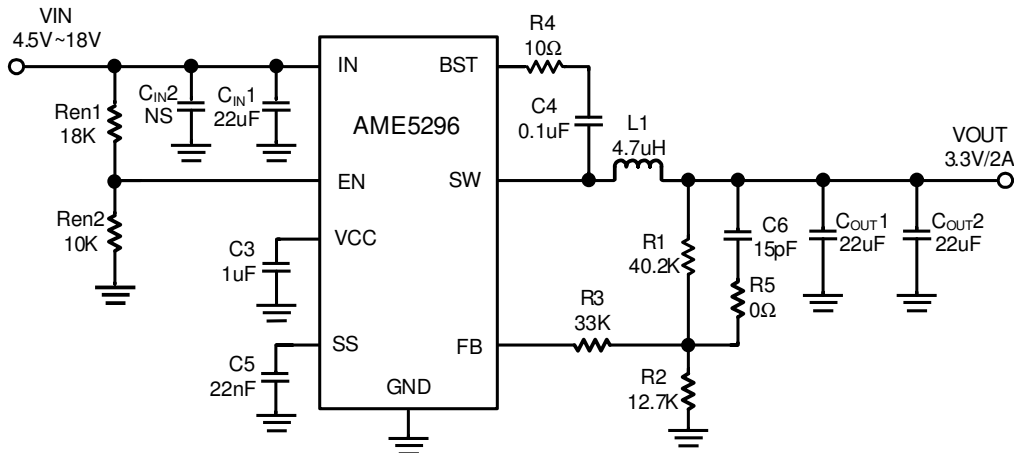 VIN
4.5V~18V
Ren1
18K
CIN2
NS
CIN1
22uF
Ren2
10K
C3
1uF
C5
22nF
IN
BST
AME5296
EN
SW
VCC
SS
FB
GND
R4
10Ω
C4
0.1uF
L1
4.7uH
VOUT
3.3V/2A
R1
40.2K
C6
15pF
COUT1
22uF
COUT2
22uF
R5
0Ω
R3
33K
R2
12.7K